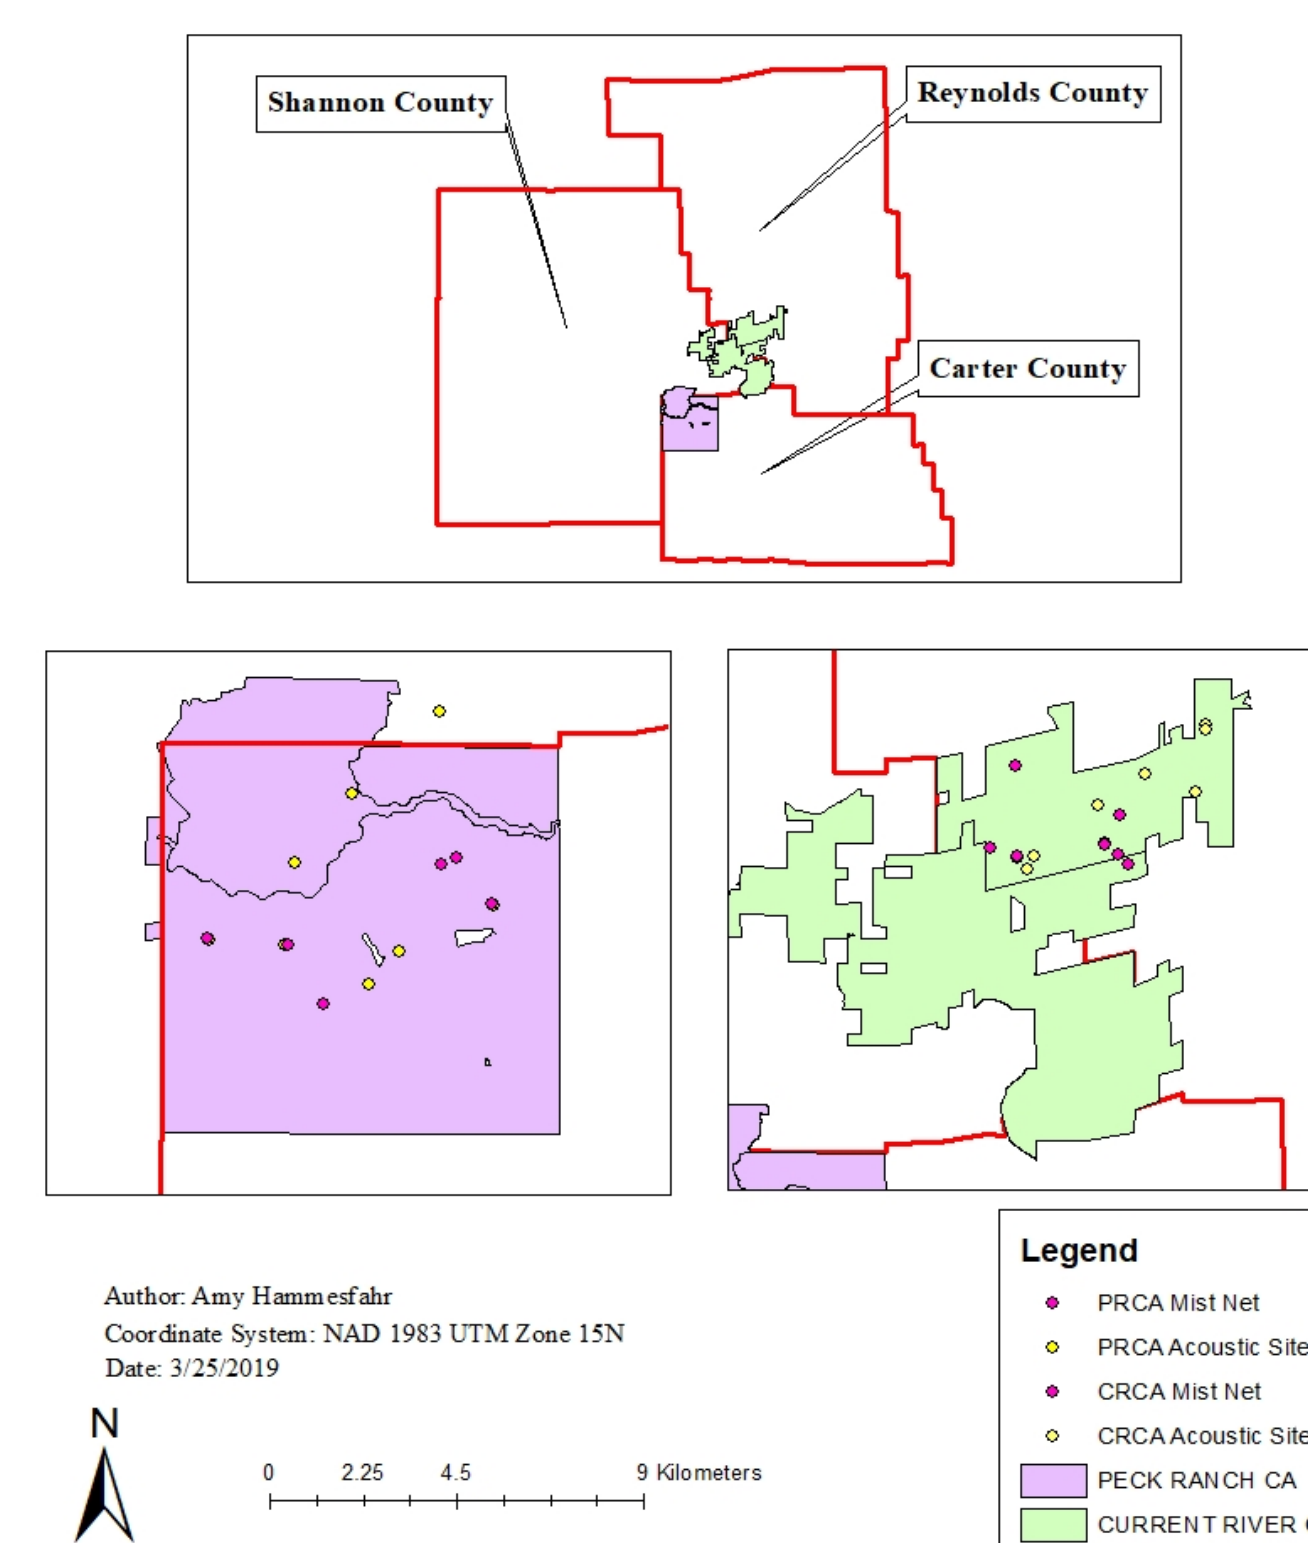 Shannon County
Reynolds County
Carter County
Author: Amy Hammesfahr
Coordinate System: NAD 1983 UTM Zone 15N
Date: 3/25/2019
N
0 2.25 4.5 9 Kilometers
Legend
PRCA Mist Net
PRCA Acoustic Site
CRCA Mist Net
CRCA Acoustic Site
PECK RANCH CA
CURRENT RIVER